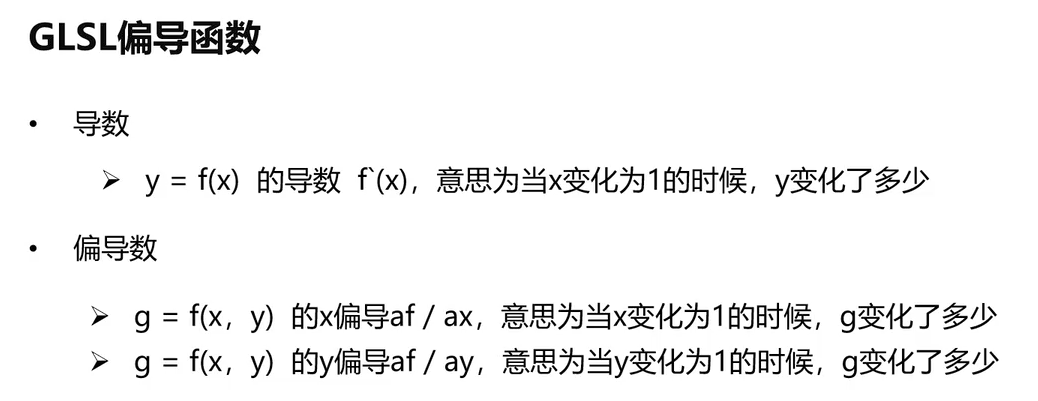 GLSL偏导函数
• 导数
➢ y = f(x) 的导数 f`(x)，意思为当x变化为1的时候，y变化了多少
• 偏导数
➢ g = f(x，y) 的x偏导af / ax，意思为当x变化为1的时候，g变化了多少
➢ g = f(x，y) 的y偏导af / ay，意思为当y变化为1的时候，g变化了多少